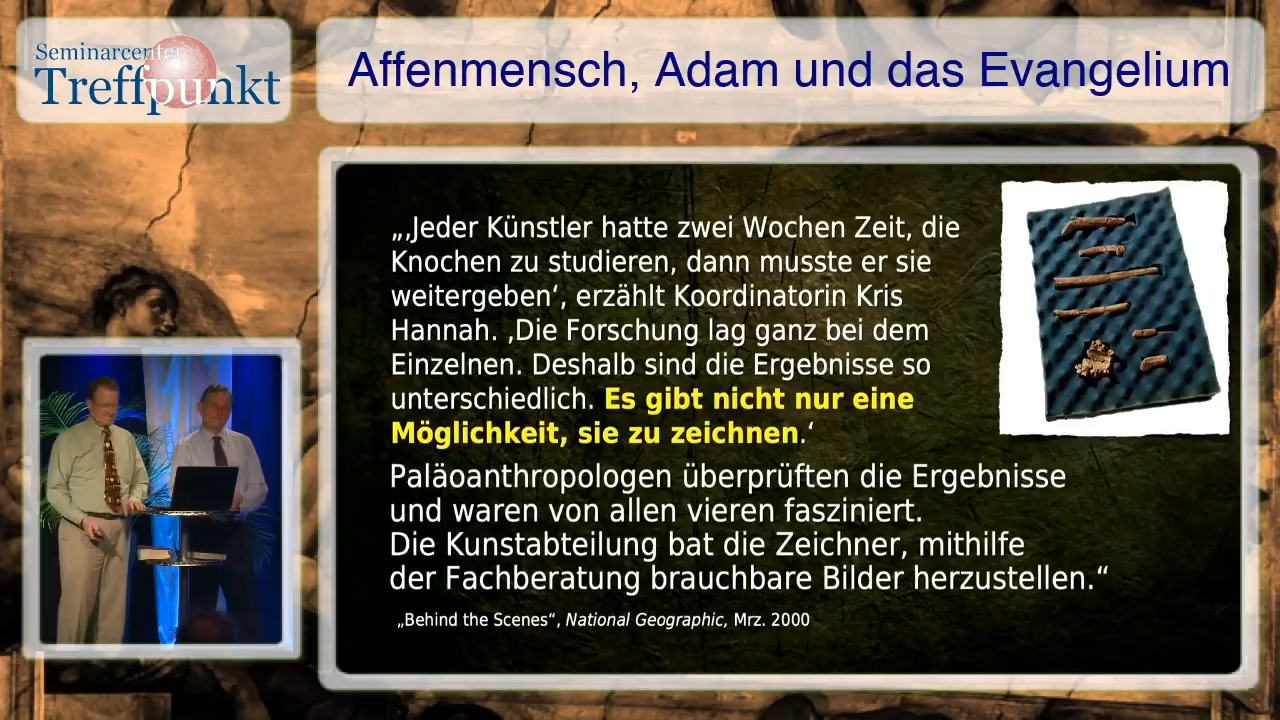 Seminarcenter
Treffpunkt
Affenmensch, Adam und das Evangelium
„‚Jeder Künstler hatte zwei Wochen Zeit, die
Knochen zu studieren, dann musste er sie
weitergeben‘, erzählt Koordinatorin Kris
Hannah. ‚Die Forschung lag ganz bei dem
Einzelnen. Deshalb sind die Ergebnisse so
unterschiedlich. Es gibt nicht nur eine
Möglichkeit, sie zu zeichnen.‘
Paläoanthropologen überprüften die Ergebnisse
und waren von allen vieren fasziniert.
Die Kunstabteilung bat die Zeichner, mithilfe
der Fachberatung brauchbare Bilder herzustellen.“
„Behind the Scenes“, National Geographic, Mrz. 2000